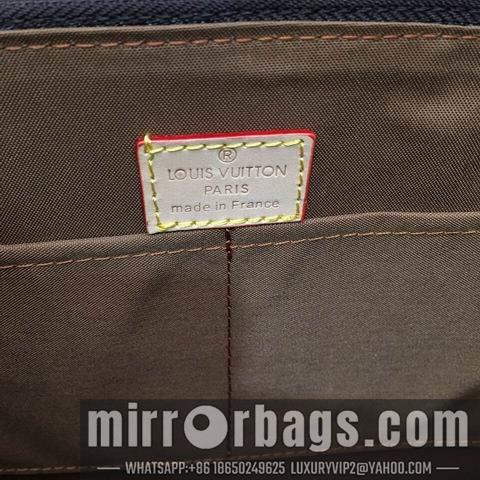 ®
LOUIS VUITTON
PARIS
made in France
mirrorbags.com
WHATSAPP:+86 18650249625 LUXURYVIP2@YAHOO.COM